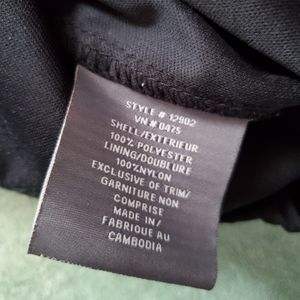 STYLE # 12902
VN # 0475
SHELL/EXTERIEUR
100% POLYESTER
LINING/DOUBLURE
100%NYLON
EXCLUSIVE OF TRIM/
GARNITURE NON
COMPRISE
MADE IN/
FABRIQUE AU
CAMBODIA